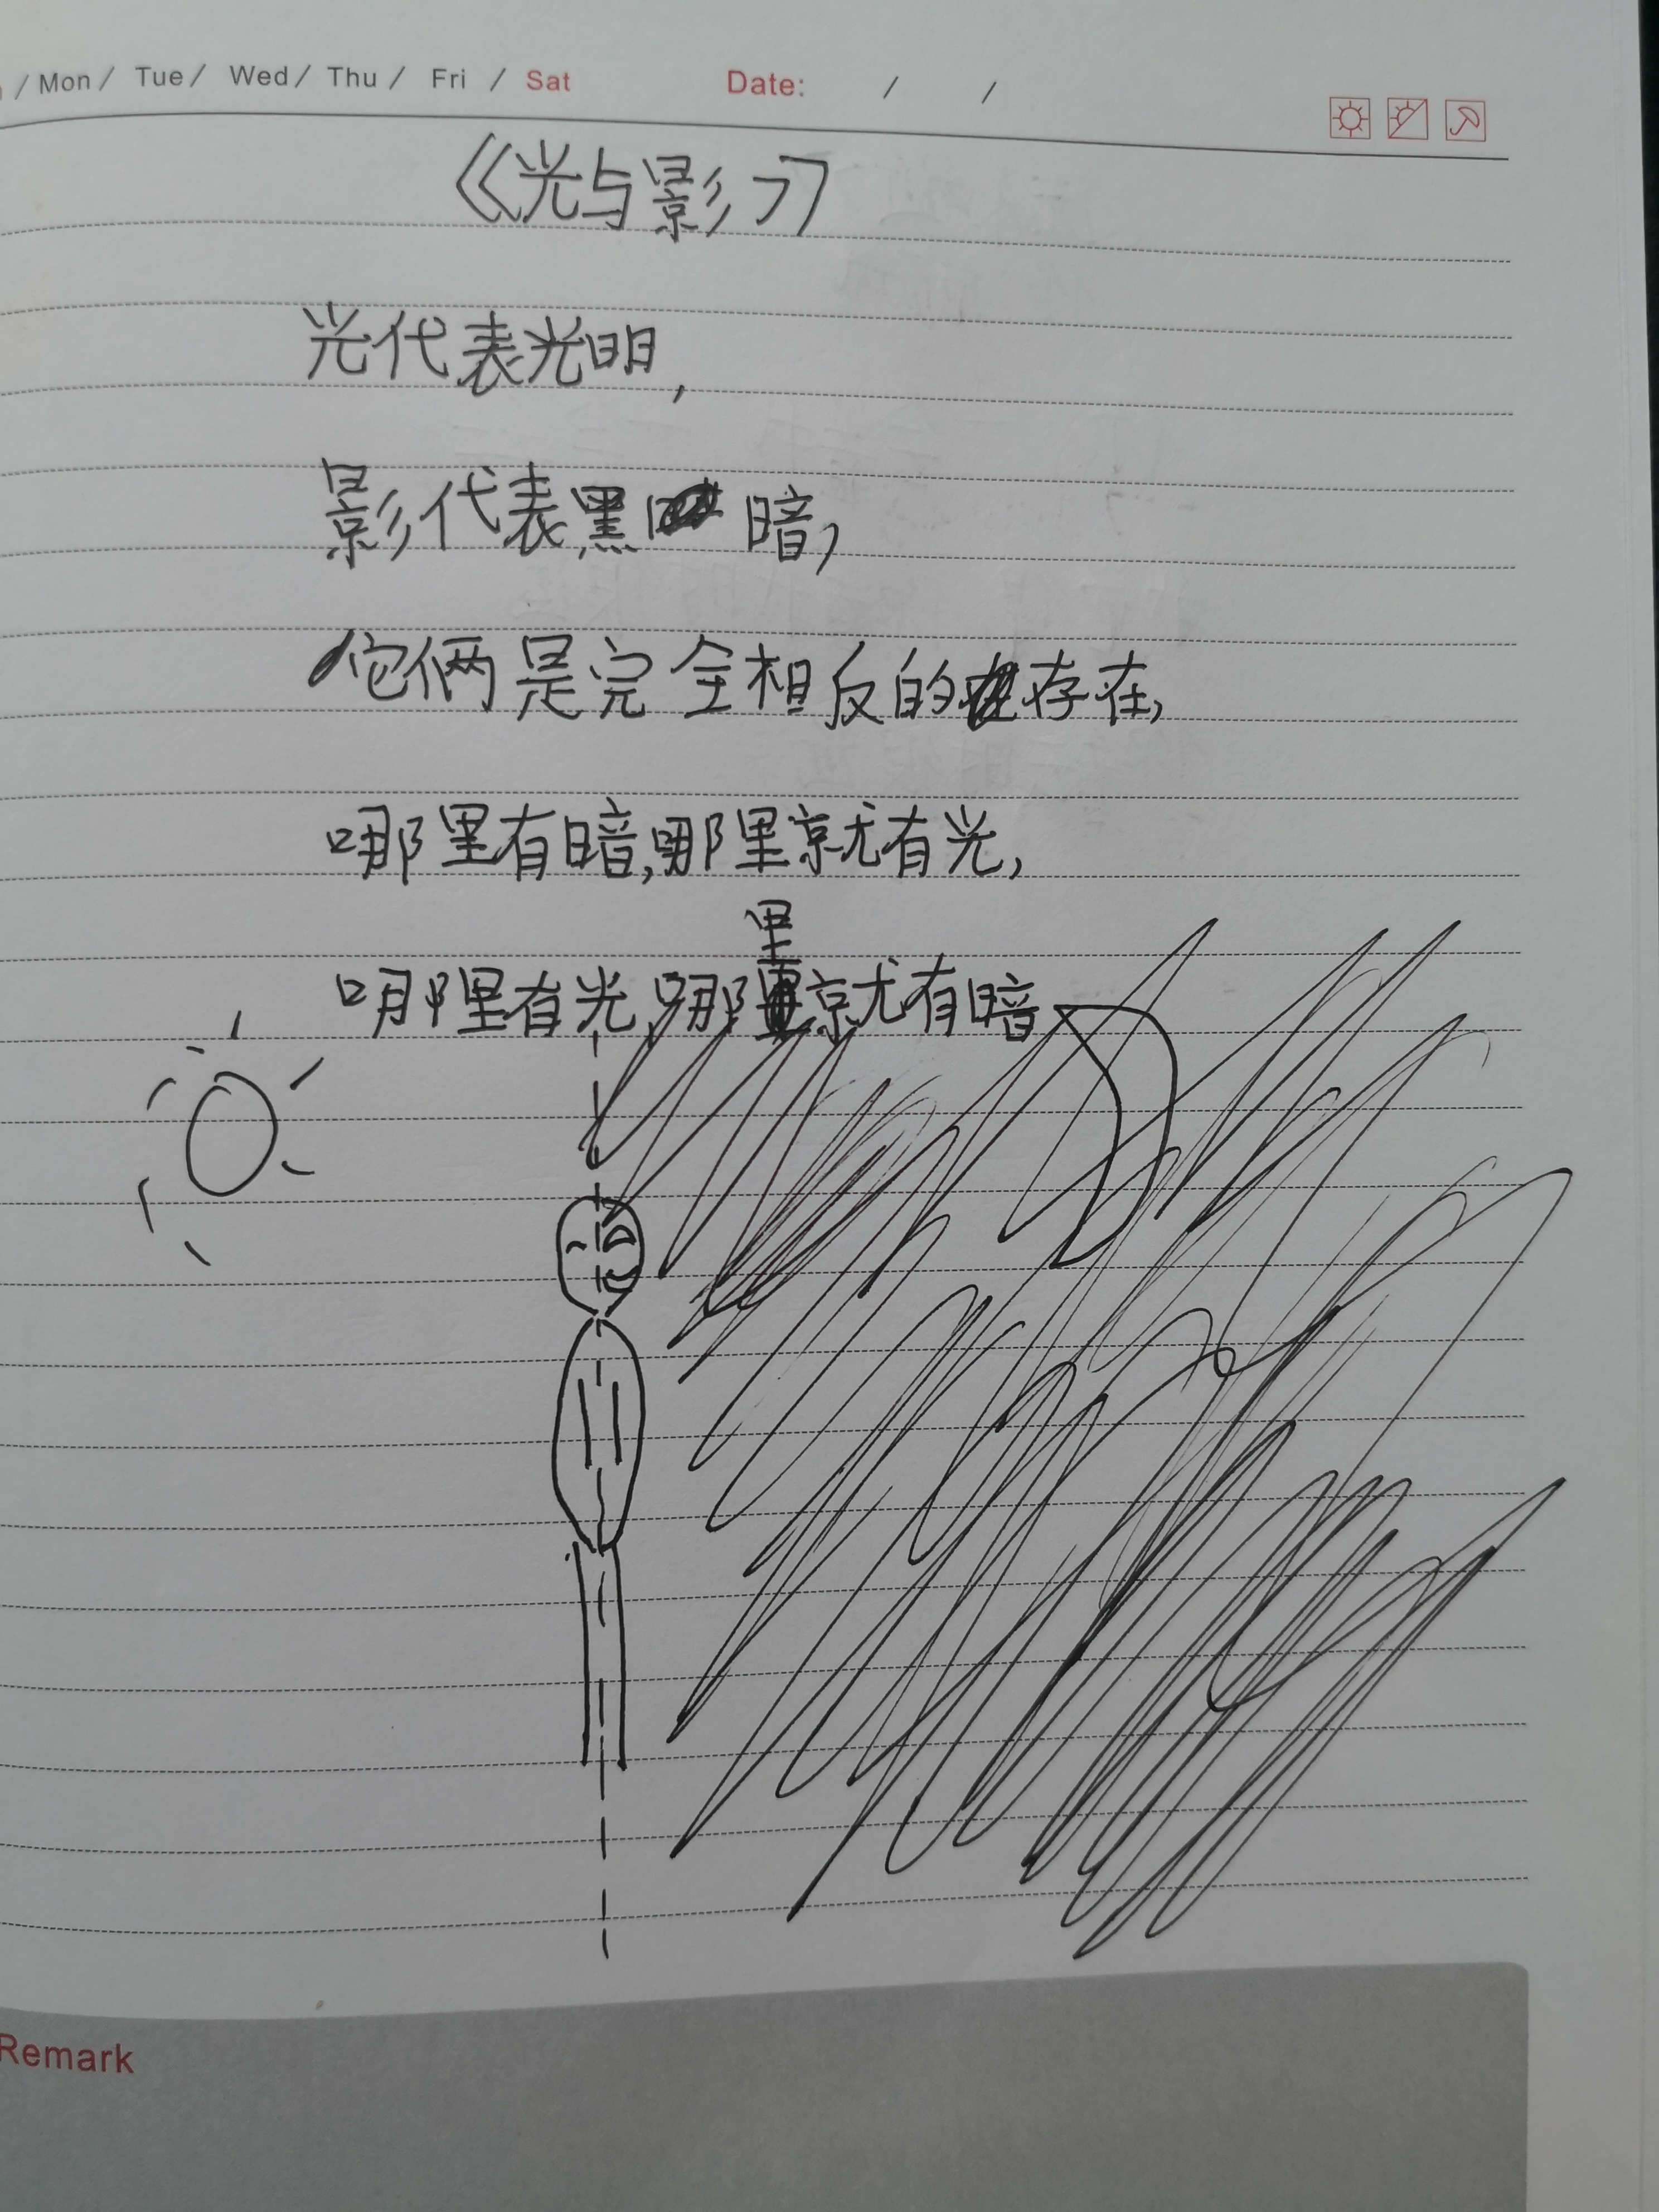 / Mon / Tue / Wed / Thu / Fri / Sat Date: / /
《光与影》
光代表光明,
影代表黑暗,
它俩是完全相反的存在,
哪里有暗,哪里就有光,
哪里有光,哪里就有暗
Remark